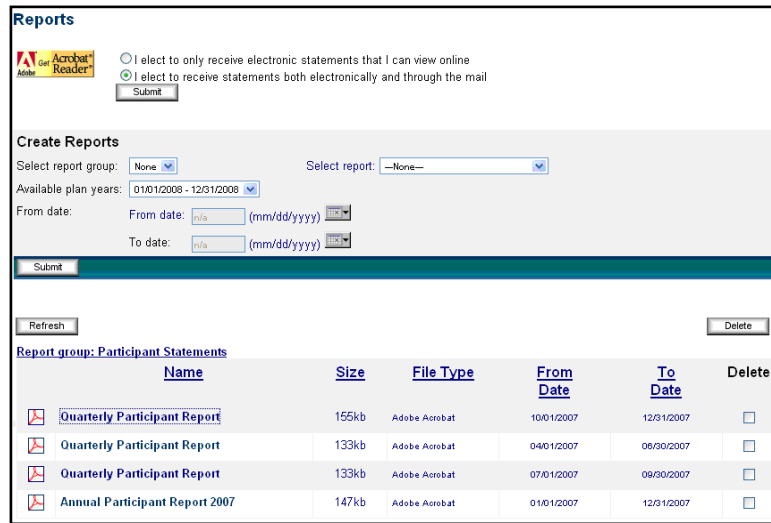 Reports
Adobe Get Acrobat® Reader®
I elect to only receive electronic statements that I can view online
I elect to receive statements both electronically and through the mail
Submit
Create Reports
Select report group: None Select report: —None—
Available plan years: 01/01/2008 - 12/31/2008
From date: From date: n/a (mm/dd/yyyy)
To date: n/a (mm/dd/yyyy)
Submit
Refresh Delete
Report group: Participant Statements
Name Size File Type From Date To Date Delete
Quarterly Participant Report 155kb Adobe Acrobat 10/01/2007 12/31/2007
Quarterly Participant Report 133kb Adobe Acrobat 04/01/2007 06/30/2007
Quarterly Participant Report 133kb Adobe Acrobat 07/01/2007 09/30/2007
Annual Participant Report 2007 147kb Adobe Acrobat 01/01/2007 12/31/2007